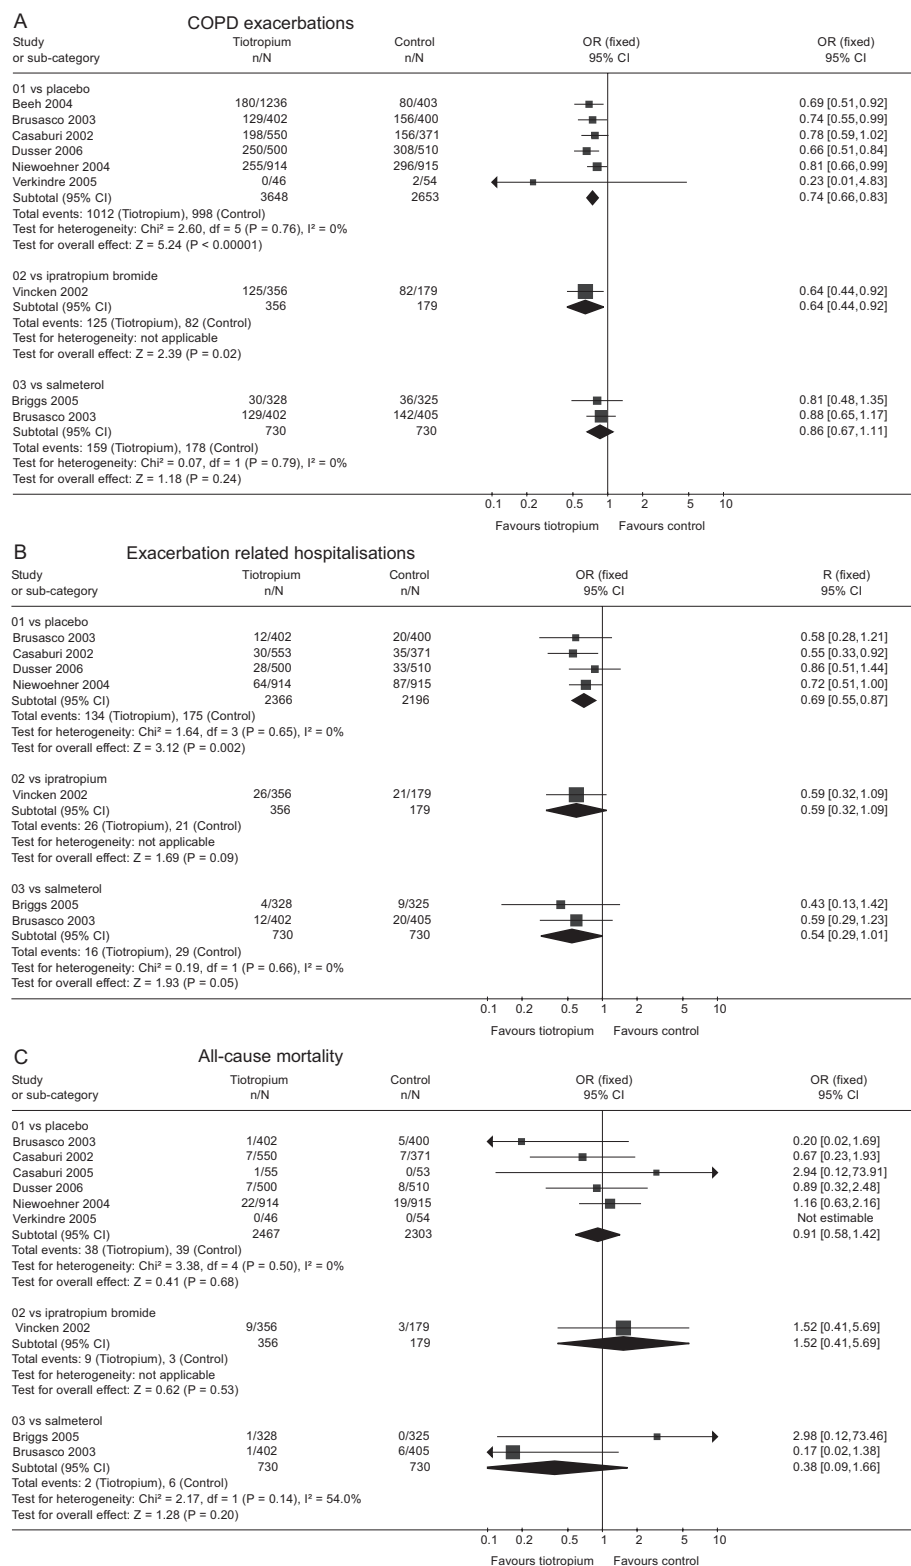 A
COPD exacerbations
Study Tiotropium Control OR (fixed) OR (fixed)
or sub-category n/N n/N 95% CI 95% CI
01 vs placebo
Beeh 2004 180/1236 80/403 0.69 [0.51, 0.92]
Brusasco 2003 129/402 156/400 0.74 [0.55, 0.99]
Casaburi 2002 198/550 156/371 0.78 [0.59, 1.02]
Dusser 2006 250/500 308/510 0.66 [0.51, 0.84]
Niewoehner 2004 255/914 296/915 0.81 [0.66, 0.99]
Verkindre 2005 0/46 2/54 0.23 [0.01, 4.83]
Subtotal (95% CI) 3648 2653 0.74 [0.66, 0.83]
Total events: 1012 (Tiotropium), 998 (Control)
Test for heterogeneity: Chi² = 2.60, df = 5 (P = 0.76), I² = 0%
Test for overall effect: Z = 5.24 (P < 0.00001)
02 vs ipratropium bromide
Vincken 2002 125/356 82/179 0.64 [0.44, 0.92]
Subtotal (95% CI) 356 179 0.64 [0.44, 0.92]
Total events: 125 (Tiotropium), 82 (Control)
Test for heterogeneity: not applicable
Test for overall effect: Z = 2.39 (P = 0.02)
03 vs salmeterol
Briggs 2005 30/328 36/325 0.81 [0.48, 1.35]
Brusasco 2003 129/402 142/405 0.88 [0.65, 1.17]
Subtotal (95% CI) 730 730 0.86 [0.67, 1.11]
Total events: 159 (Tiotropium), 178 (Control)
Test for heterogeneity: Chi² = 0.07, df = 1 (P = 0.79), I² = 0%
Test for overall effect: Z = 1.18 (P = 0.24)
0.1 0.2 0.5 1 2 5 10
Favours tiotropium Favours control
B
Exacerbation related hospitalisations
Study Tiotropium Control OR (fixed R (fixed)
or sub-category n/N n/N 95% CI 95% CI
01 vs placebo
Brusasco 2003 12/402 20/400 0.58 [0.28, 1.21]
Casaburi 2002 30/553 35/371 0.55 [0.33, 0.92]
Dusser 2006 28/500 33/510 0.86 [0.51, 1.44]
Niewoehner 2004 64/914 87/915 0.72 [0.51, 1.00]
Subtotal (95% CI) 2366 2196 0.69 [0.55, 0.87]
Total events: 134 (Tiotropium), 175 (Control)
Test for heterogeneity: Chi² = 1.64, df = 3 (P = 0.65), I² = 0%
Test for overall effect: Z = 3.12 (P = 0.002)
02 vs ipratropium
Vincken 2002 26/356 21/179 0.59 [0.32, 1.09]
Subtotal (95% CI) 356 179 0.59 [0.32, 1.09]
Total events: 26 (Tiotropium), 21 (Control)
Test for heterogeneity: not applicable
Test for overall effect: Z = 1.69 (P = 0.09)
03 vs salmeterol
Briggs 2005 4/328 9/325 0.43 [0.13, 1.42]
Brusasco 2003 12/402 20/405 0.59 [0.29, 1.23]
Subtotal (95% CI) 730 730 0.54 [0.29, 1.01]
Total events: 16 (Tiotropium), 29 (Control)
Test for heterogeneity: Chi² = 0.19, df = 1 (P = 0.66), I² = 0%
Test for overall effect: Z = 1.93 (P = 0.05)
0.1 0.2 0.5 1 2 5 10
Favours tiotropium Favours control
C
All-cause mortality
Study Tiotropium Control OR (fixed) OR (fixed)
or sub-category n/N n/N 95% CI 95% CI
01 vs placebo
Brusasco 2003 1/402 5/400 0.20 [0.02, 1.69]
Casaburi 2002 7/550 7/371 0.67 [0.23, 1.93]
Casaburi 2005 1/55 0/53 2.94 [0.12, 73.91]
Dusser 2006 7/500 8/510 0.89 [0.32, 2.48]
Niewoehner 2004 22/914 19/915 1.16 [0.63, 2.16]
Verkindre 2005 0/46 0/54 Not estimable
Subtotal (95% CI) 2467 2303 0.91 [0.58, 1.42]
Total events: 38 (Tiotropium), 39 (Control)
Test for heterogeneity: Chi² = 3.38, df = 4 (P = 0.50), I² = 0%
Test for overall effect: Z = 0.41 (P = 0.68)
02 vs ipratropium bromide
Vincken 2002 9/356 3/179 1.52 [0.41, 5.69]
Subtotal (95% CI) 356 179 1.52 [0.41, 5.69]
Total events: 9 (Tiotropium), 3 (Control)
Test for heterogeneity: not applicable
Test for overall effect: Z = 0.62 (P = 0.53)
03 vs salmeterol
Briggs 2005 1/328 0/325 2.98 [0.12, 73.46]
Brusasco 2003 1/402 6/405 0.17 [0.02, 1.38]
Subtotal (95% CI) 730 730 0.38 [0.09, 1.66]
Total events: 2 (Tiotropium), 6 (Control)
Test for heterogeneity: Chi² = 2.17, df = 1 (P = 0.14), I² = 54.0%
Test for overall effect: Z = 1.28 (P = 0.20)
0.1 0.2 0.5 1 2 5 10
Favours tiotropium Favours control